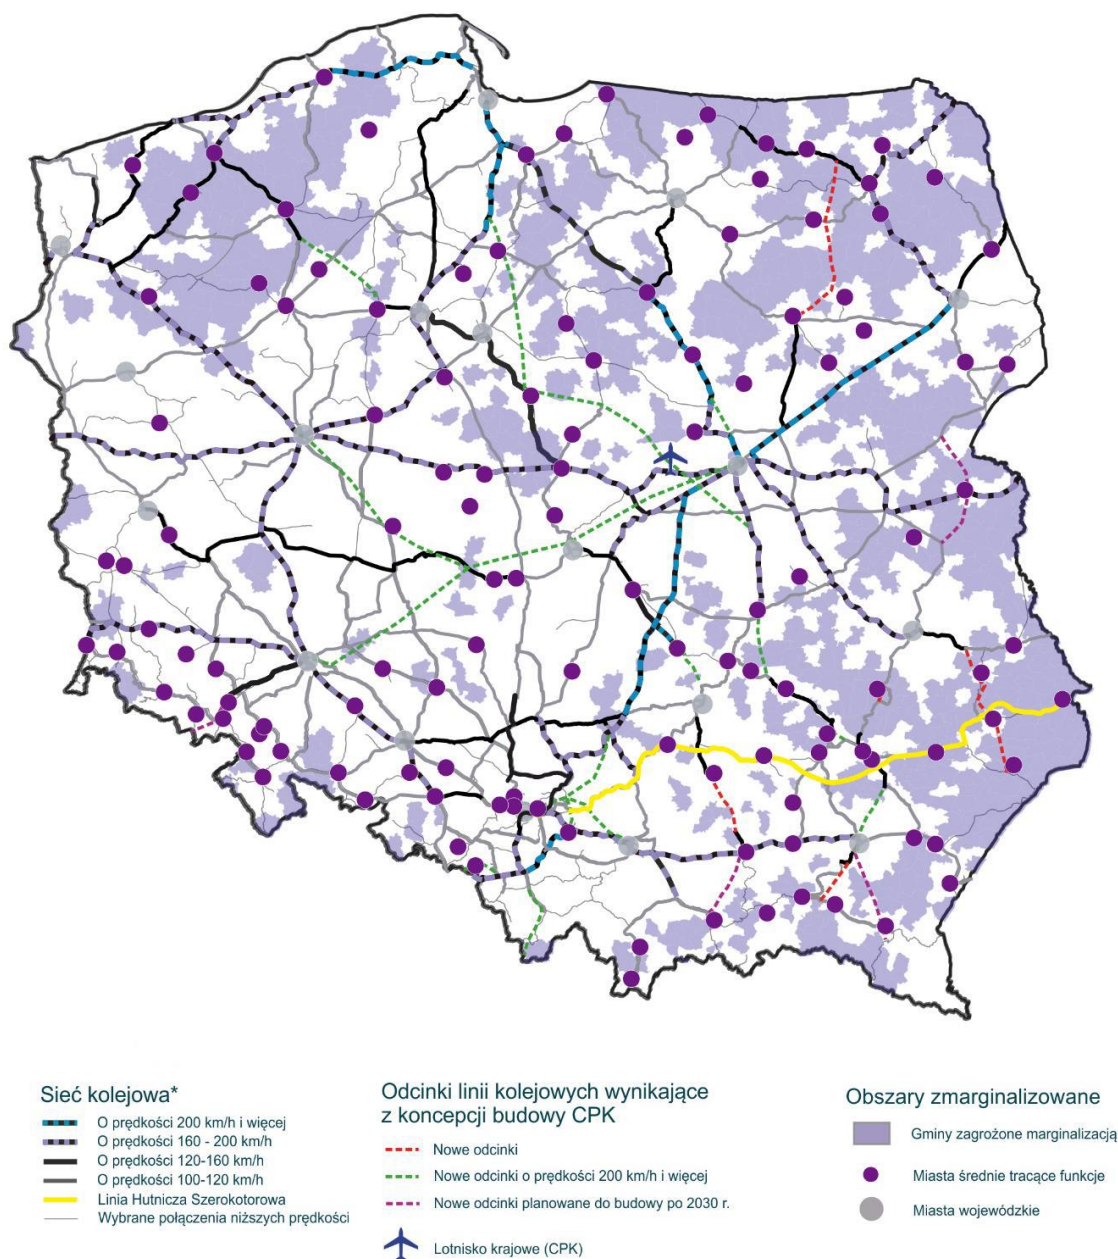 Sieć kolejowa*
O prędkości 200 km/h i więcej
O prędkości 160 - 200 km/h
O prędkości 120-160 km/h
O prędkości 100-120 km/h
Linia Hutnicza Szerokotorowa
Wybrane połączenia niższych prędkości
Odcinki linii kolejowych wynikające
z koncepcji budowy CPK
Nowe odcinki
Nowe odcinki o prędkości 200 km/h i więcej
Nowe odcinki planowane do budowy po 2030 r.
Lotnisko krajowe (CPK)
Obszary zmarginalizowane
Gminy zagrożone marginalizacją
Miasta średnie tracące funkcje
Miasta wojewódzkie